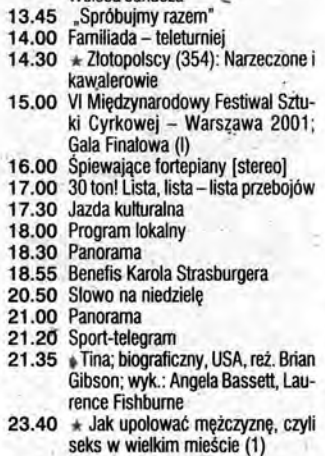 13.45 „Spróbujmy razem"
14.00 Familiada – teleturniej
14.30 ★ Złotopolscy (354): Narzeczone i
kawalerowie
15.00 VI Międzynarodowy Festiwal Sztu-
ki Cyrkowej – Warszawa 2001;
Gala Finałowa (I)
16.00 Śpiewające fortepiany [stereo]
17.00 30 ton! Lista, lista – lista przebojów
17.30 Jazda kulturalna
18.00 Program lokalny
18.30 Panorama
18.55 Benefis Karola Strasburgera
20.50 Słowo na niedzielę
21.00 Panorama
21.20 Sport-telegram
21.35 ♦ Tina; biograficzny, USA, reż. Brian
Gibson; wyk.: Angela Bassett, Lau-
rence Fishburne
23.40 ★ Jak upolować mężczyznę, czyli
seks w wielkim mieście (1)